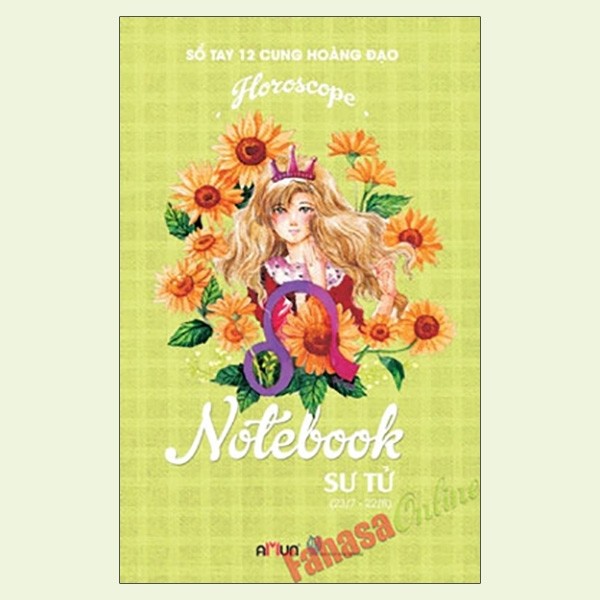 SỔ TAY 12 CUNG HOÀNG ĐẠO
Horoscope
Notebook
SƯ TỬ
(23/7 - 22/8)
AMUN
Fahasa Online